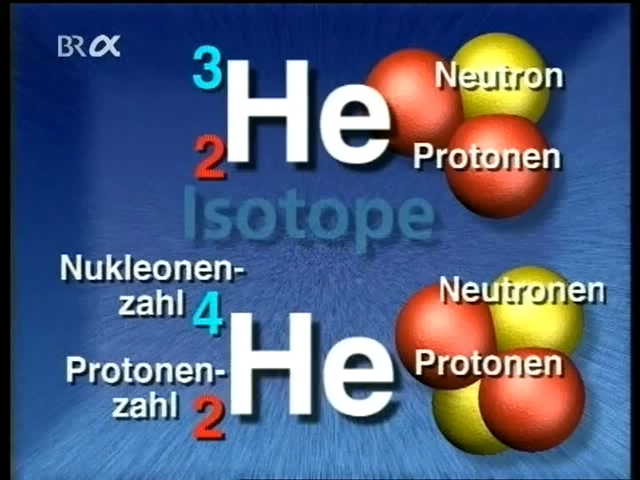 BR α
3
He
2
Neutron
Protonen
Isotope
Nukleonen-
zahl 4
He
Protonen-
zahl 2
Neutronen
Protonen